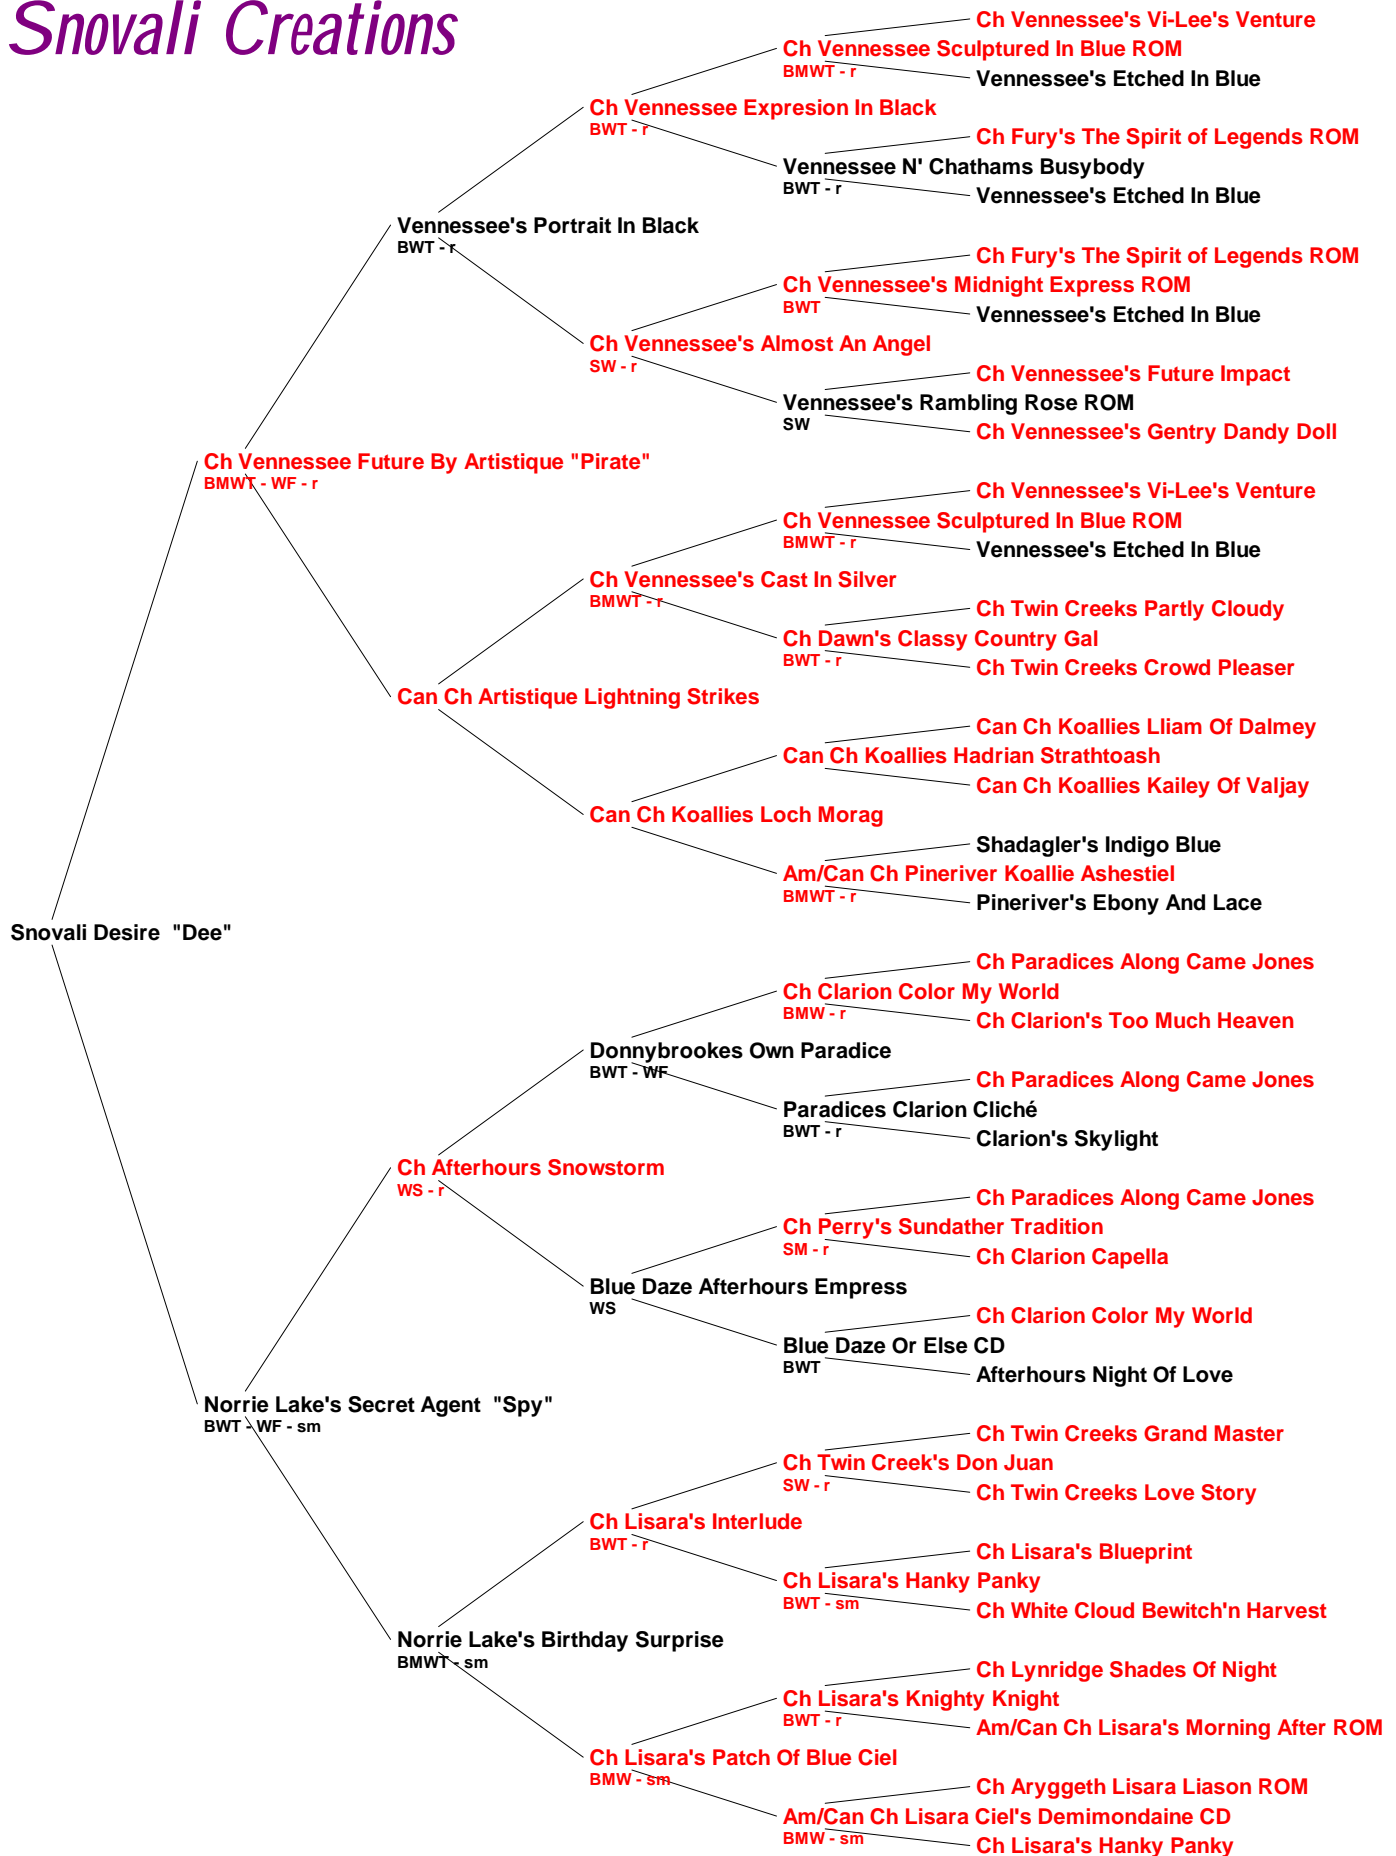 Snovali Creations
Ch Vennessee's Vi-Lee's Venture
Ch Vennessee Sculptured In Blue ROM
BMWT - r
Vennessee's Etched In Blue
Ch Vennessee Expresion In Black
BWT - r
Ch Fury's The Spirit of Legends ROM
Vennessee N' Chathams Busybody
BWT - r
Vennessee's Etched In Blue
Vennessee's Portrait In Black
BWT - r
Ch Fury's The Spirit of Legends ROM
Ch Vennessee's Midnight Express ROM
BWT
Vennessee's Etched In Blue
Ch Vennessee's Almost An Angel
SW - r
Ch Vennessee's Future Impact
Vennessee's Rambling Rose ROM
SW
Ch Vennessee's Gentry Dandy Doll
Ch Vennessee Future By Artistique "Pirate"
BMWT - WF - r
Ch Vennessee's Vi-Lee's Venture
Ch Vennessee Sculptured In Blue ROM
BMWT - r
Vennessee's Etched In Blue
Ch Vennessee's Cast In Silver
BMWT - r
Ch Twin Creeks Partly Cloudy
Ch Dawn's Classy Country Gal
BWT - r
Ch Twin Creeks Crowd Pleaser
Can Ch Artistique Lightning Strikes
Can Ch Koallies Lliam Of Dalmey
Can Ch Koallies Hadrian Strathtoash
Can Ch Koallies Kailey Of Valjay
Can Ch Koallies Loch Morag
Shadagler's Indigo Blue
Am/Can Ch Pineriver Koallie Ashestiel
BMWT - r
Pineriver's Ebony And Lace
Snovali Desire "Dee"
Ch Paradices Along Came Jones
Ch Clarion Color My World
BMW - r
Ch Clarion's Too Much Heaven
Donnybrookes Own Paradice
BWT - WF
Ch Paradices Along Came Jones
Paradices Clarion Cliché
BWT - r
Clarion's Skylight
Ch Afterhours Snowstorm
WS - r
Ch Paradices Along Came Jones
Ch Perry's Sundather Tradition
SM - r
Ch Clarion Capella
Blue Daze Afterhours Empress
WS
Ch Clarion Color My World
Blue Daze Or Else CD
BWT
Afterhours Night Of Love
Norrie Lake's Secret Agent "Spy"
BWT - WF - sm
Ch Twin Creeks Grand Master
Ch Twin Creek's Don Juan
SW - r
Ch Twin Creeks Love Story
Ch Lisara's Interlude
BWT - r
Ch Lisara's Blueprint
Ch Lisara's Hanky Panky
BWT - sm
Ch White Cloud Bewitch'n Harvest
Norrie Lake's Birthday Surprise
BMWT - sm
Ch Lynridge Shades Of Night
Ch Lisara's Knighty Knight
BWT - r
Am/Can Ch Lisara's Morning After ROM
Ch Lisara's Patch Of Blue Ciel
BMW - sm
Ch Aryggeth Lisara Liason ROM
Am/Can Ch Lisara Ciel's Demimondaine CD
BMW - sm
Ch Lisara's Hanky Panky